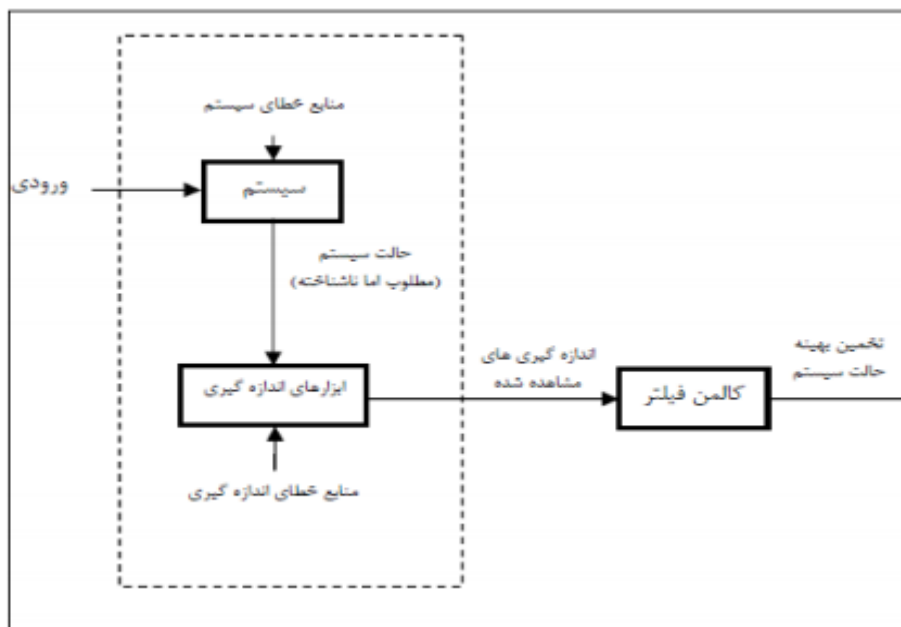 منابع خطای سیستم
سیستم
ورودی
حالت سیستم
(مطلوب اما ناشناخته)
ابزارهای اندازه گیری
منابع خطای اندازه گیری
اندازه گیری های
مشاهده شده
کالمن فیلتر
تخمین بهینه
حالت سیستم